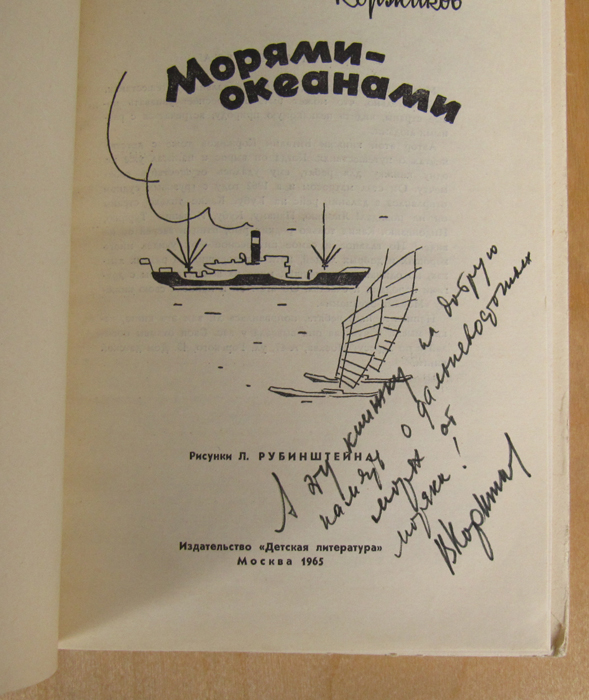 Коржиков
Морями-
океанами
Рисунки Л. РУБИНШТЕЙНА
А эту книжку на добрую
память о дальневосточных
морях от
моряка!
ВКоржиков
Издательство «Детская литература»
Москва 1965